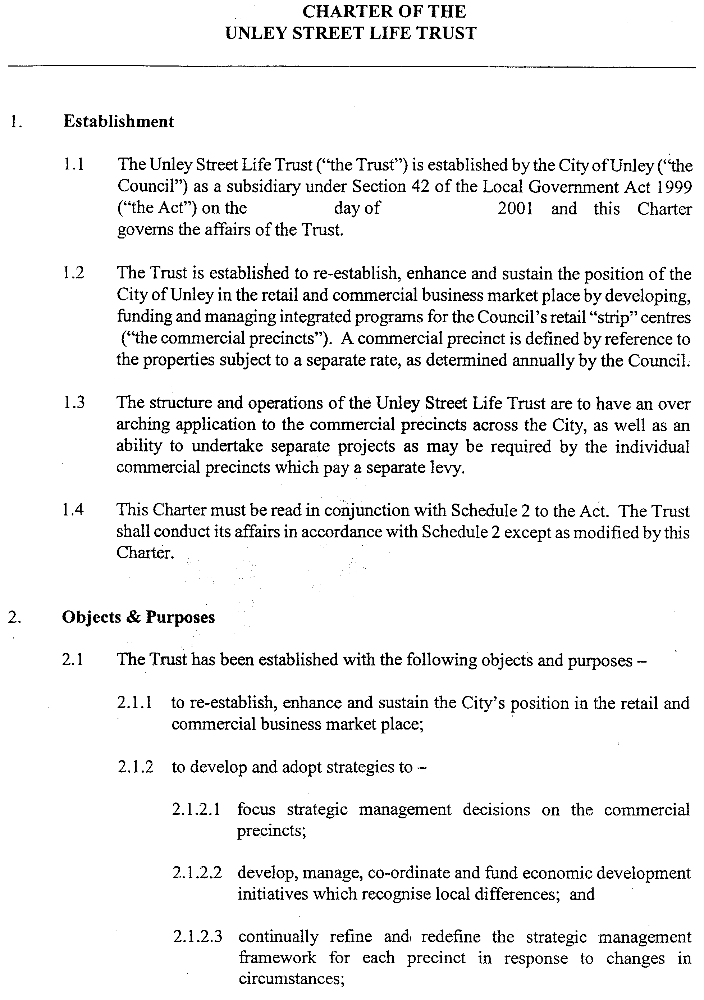 CHARTER OF THE
UNLEY STREET LIFE TRUST
1. Establishment
1.1 The Unley Street Life Trust (“the Trust”) is established by the City of Unley (“the
Council”) as a subsidiary under Section 42 of the Local Government Act 1999
(“the Act”) on the day of 2001 and this Charter
governs the affairs of the Trust.
1.2 The Trust is established to re-establish, enhance and sustain the position of the
City of Unley in the retail and commercial business market place by developing,
funding and managing integrated programs for the Council’s retail “strip” centres
(“the commercial precincts”). A commercial precinct is defined by reference to
the properties subject to a separate rate, as determined annually by the Council.
1.3 The structure and operations of the Unley Street Life Trust are to have an over
arching application to the commercial precincts across the City, as well as an
ability to undertake separate projects as may be required by the individual
commercial precincts which pay a separate levy.
1.4 This Charter must be read in conjunction with Schedule 2 to the Act. The Trust
shall conduct its affairs in accordance with Schedule 2 except as modified by this
Charter.
2. Objects & Purposes
2.1 The Trust has been established with the following objects and purposes –
2.1.1 to re-establish, enhance and sustain the City’s position in the retail and
commercial business market place;
2.1.2 to develop and adopt strategies to –
2.1.2.1 focus strategic management decisions on the commercial
precincts;
2.1.2.2 develop, manage, co-ordinate and fund economic development
initiatives which recognise local differences; and
2.1.2.3 continually refine and redefine the strategic management
framework for each precinct in response to changes in
circumstances;